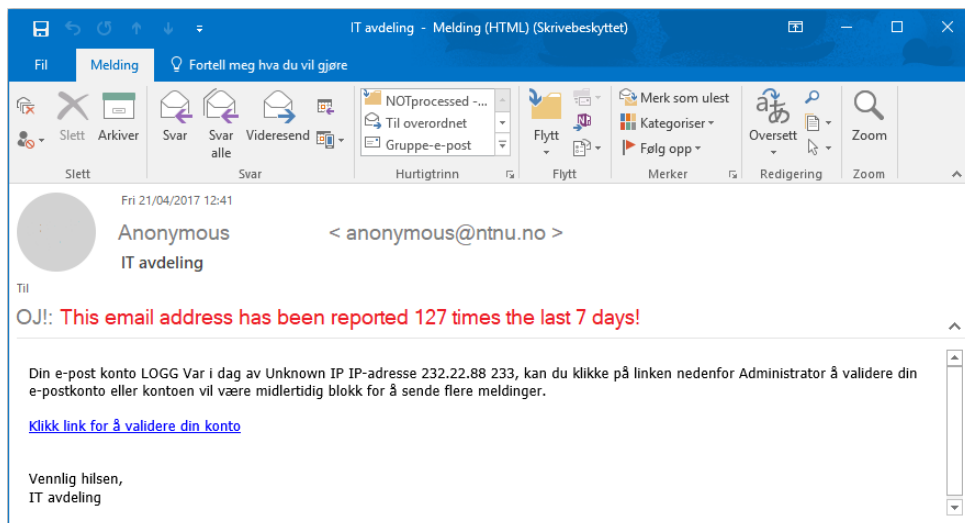 IT avdeling - Melding (HTML) (Skrivebeskyttet)
Fil Melding Fortell meg hva du vil gjøre
Slett Arkiver Svar Svar alle Videresend
NOTprocessed -...
Til overordnet
Gruppe-e-post
Flytt
Merk som ulest
Kategoriser
Følg opp
Oversett
Zoom
Slett Svar Hurtigtrinn Flytt Merker Redigering Zoom
Fri 21/04/2017 12:41
Anonymous < anonymous@ntnu.no >
IT avdeling
Til
OJ!: This email address has been reported 127 times the last 7 days!
Din e-post konto LOGG Var i dag av Unknown IP IP-adresse 232.22.88 233, kan du klikke på linken nedenfor Administrator å validere din
e-postkonto eller kontoen vil være midlertidig blokk for å sende flere meldinger.
Klikk link for å validere din konto
Vennlig hilsen,
IT avdeling